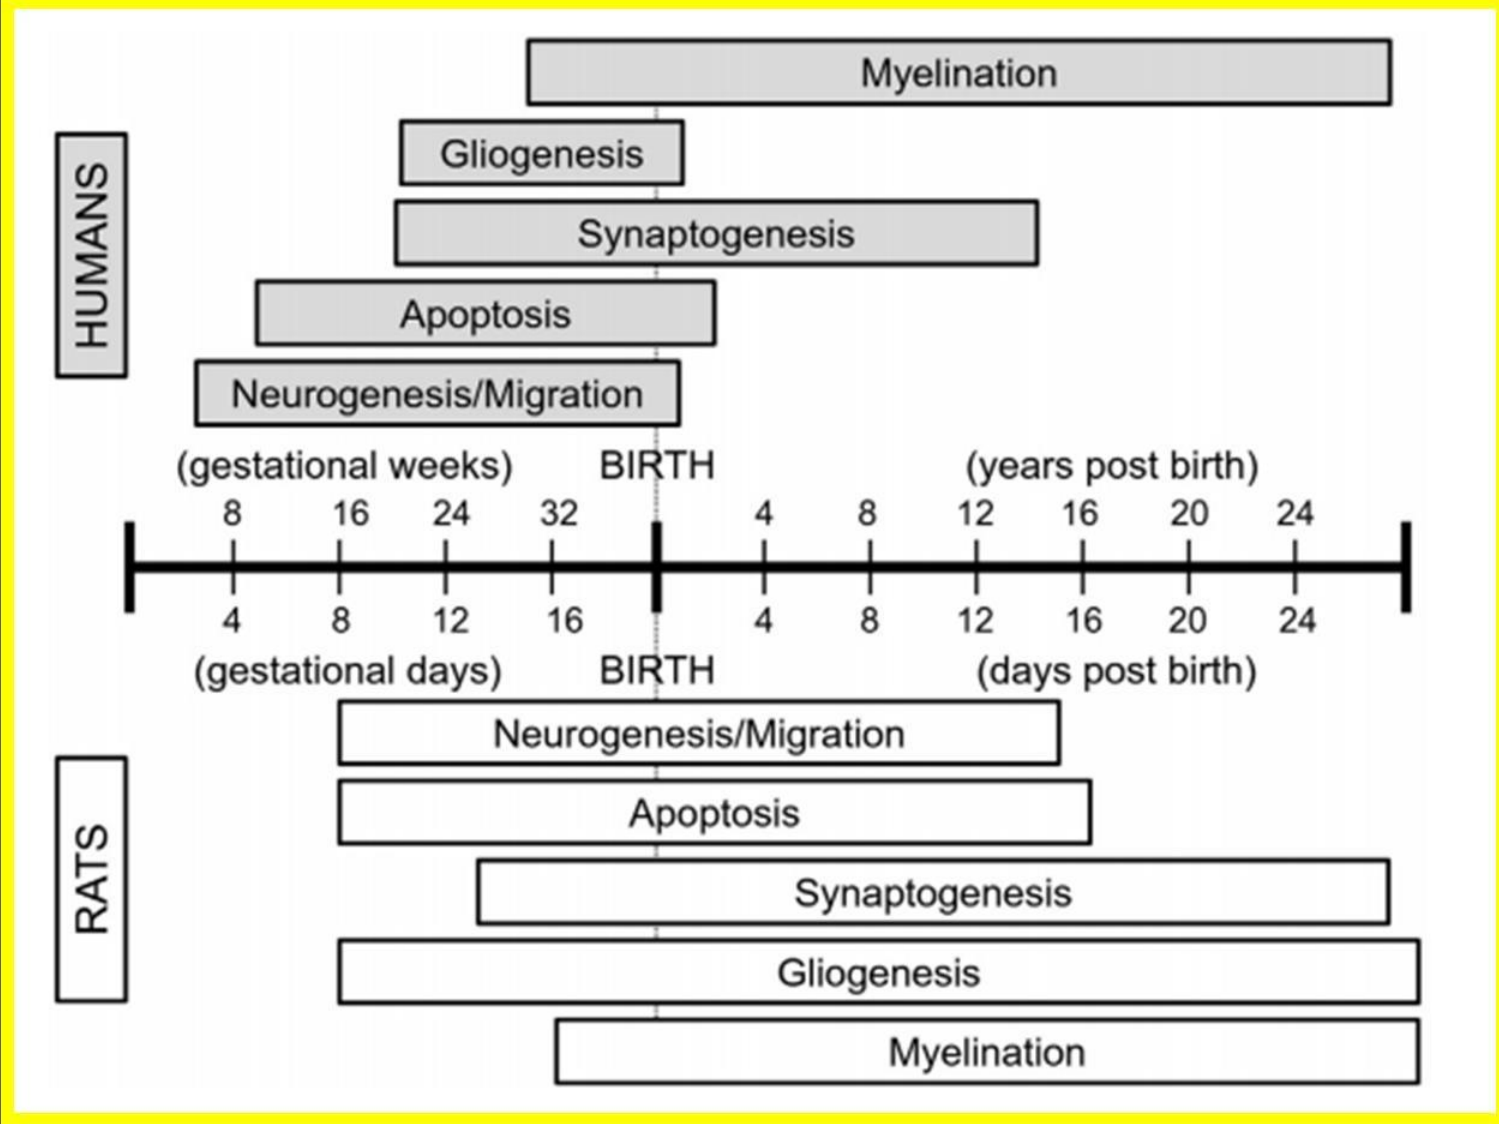 HUMANS
Myelination
Gliogenesis
Synaptogenesis
Apoptosis
Neurogenesis/Migration
(gestational weeks) BIRTH (years post birth)
8 16 24 32 4 8 12 16 20 24
4 8 12 16 4 8 12 16 20 24
(gestational days) BIRTH (days post birth)
RATS
Neurogenesis/Migration
Apoptosis
Synaptogenesis
Gliogenesis
Myelination